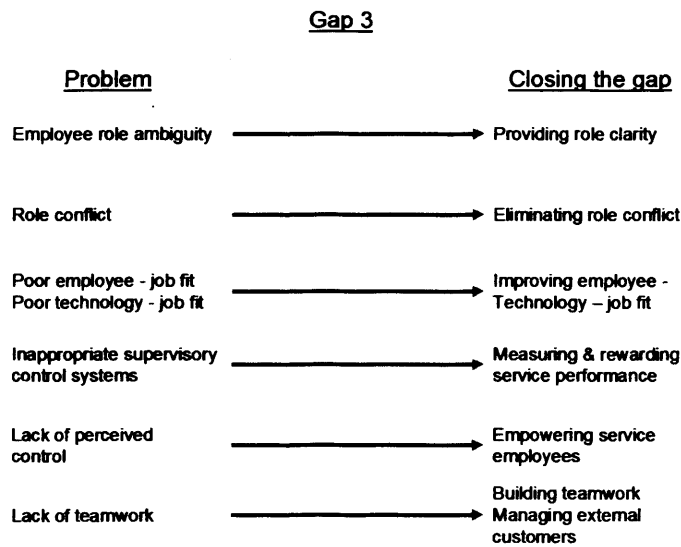 Gap 3
Problem
Closing the gap
Employee role ambiguity
Providing role clarity
Role conflict
Eliminating role conflict
Poor employee - job fit
Poor technology - job fit
Improving employee -
Technology – job fit
Inappropriate supervisory
control systems
Measuring & rewarding
service performance
Lack of perceived
control
Empowering service
employees
Lack of teamwork
Building teamwork
Managing external
customers